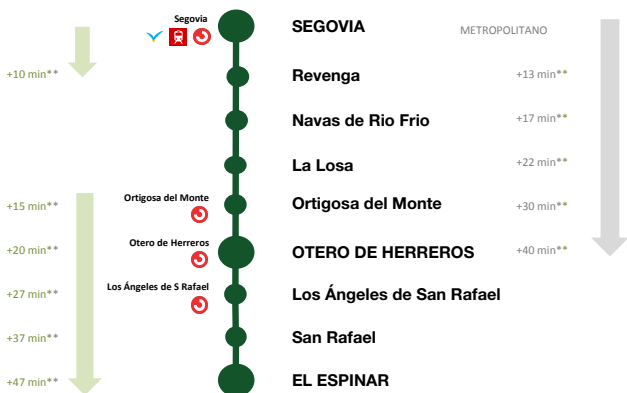 Segovia
SEGOVIA
METROPOLITANO
+10 min**
Revenga
+13 min**
Navas de Rio Frio
+17 min**
La Losa
+22 min**
+15 min**
Ortigosa del Monte
Ortigosa del Monte
+30 min**
+20 min**
Otero de Herreros
OTERO DE HERREROS
+40 min**
+27 min**
Los Ángeles de S Rafael
Los Ángeles de San Rafael
+37 min**
San Rafael
+47 min**
EL ESPINAR